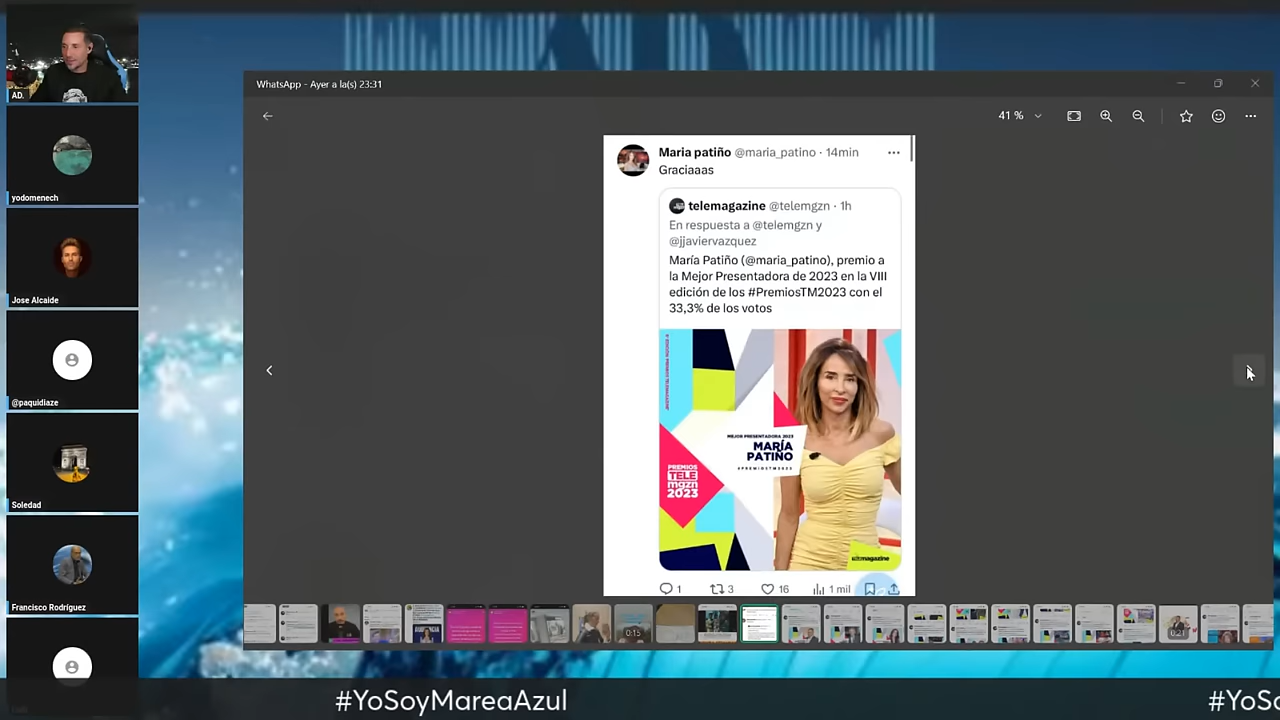 AD.
yodomenech
Jose Alcaide
@paquidiaze
Soledad
Francisco Rodríguez
WhatsApp - Ayer a la(s) 23:31
41 %
Maria patiño @maria_patino · 14min
Graciaaas
telemagazine @telemgzn · 1h
En respuesta a @telemgzn y
@jjaviervazquez
María Patiño (@maria_patino), premio a
la Mejor Presentadora de 2023 en la VIII
edición de los #PremiosTM2023 con el
33,3% de los votos
MEJOR PRESENTADORA 2023
MARÍA
PATIÑO
#PREMIOSTM2023
PREMIOS
TELE
mgzn
2023
1
3
16
1 mil
0:15
0:21
#YoSoyMareaAzul
#YoSo